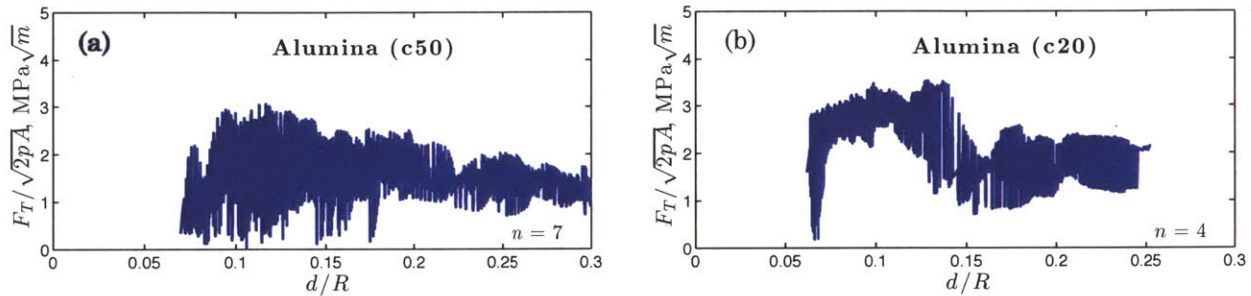 (a)
Alumina (c50)
F_T/√2pA, MPa√m
5
4
3
2
1
0
n = 7
0
0.05
0.1
0.15
0.2
0.25
0.3
d/R
(b)
Alumina (c20)
F_T/√2pA, MPa√m
5
4
3
2
1
0
n = 4
0
0.05
0.1
0.15
0.2
0.25
0.3
d/R